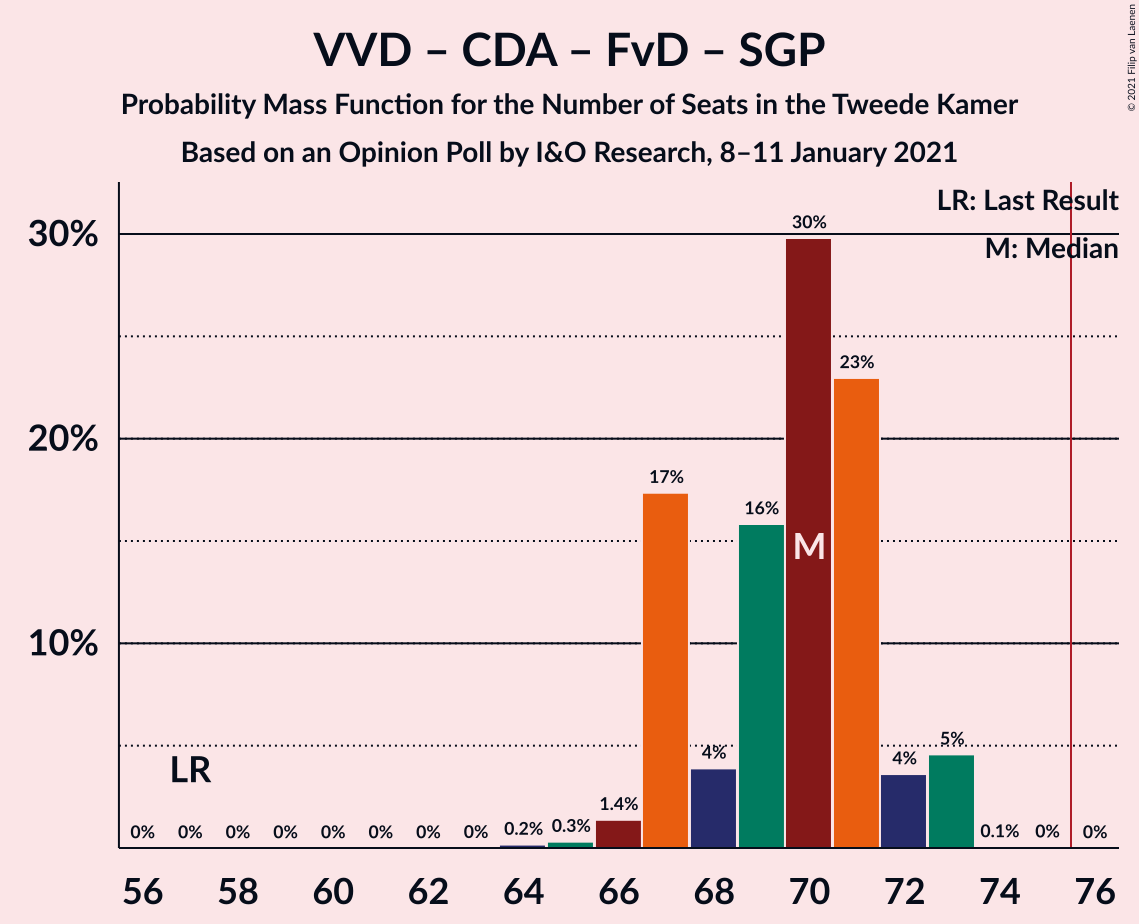 VVD – CDA – FvD – SGP
Probability Mass Function for the Number of Seats in the Tweede Kamer
Based on an Opinion Poll by I&O Research, 8–11 January 2021
© 2021 Filip van Laenen
LR: Last Result
M: Median
30%
20%
10%
0% 0% 0% 0% 0% 0% 0% 0% 0.2% 0.3% 1.4% 17% 4% 16% 30% 23% 4% 5% 0.1% 0% 0%
LR
M
56 58 60 62 64 66 68 70 72 74 76